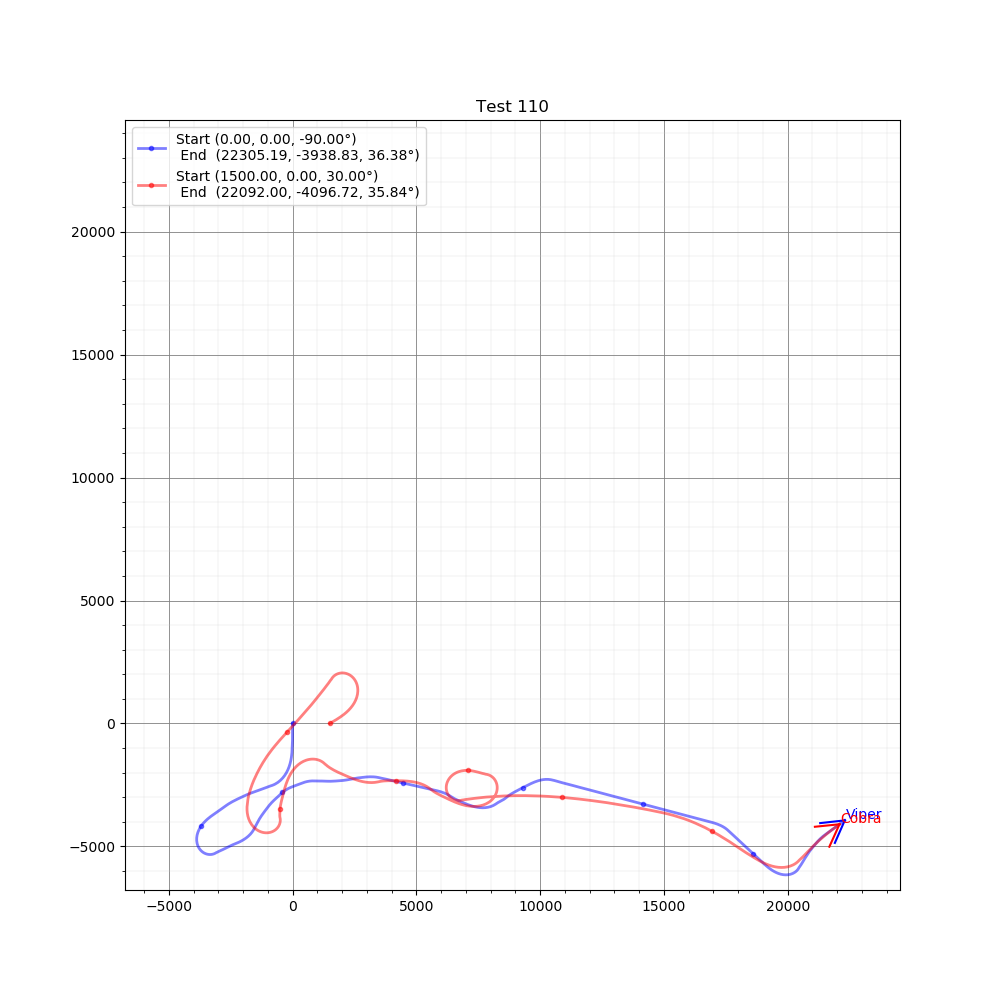 Test 110
Start (0.00, 0.00, -90.00°)
End (22305.19, -3938.83, 36.38°)
Start (1500.00, 0.00, 30.00°)
End (22092.00, -4096.72, 35.84°)
20000
15000
10000
5000
0
−5000
Viper
Cobra
−5000 0 5000 10000 15000 20000